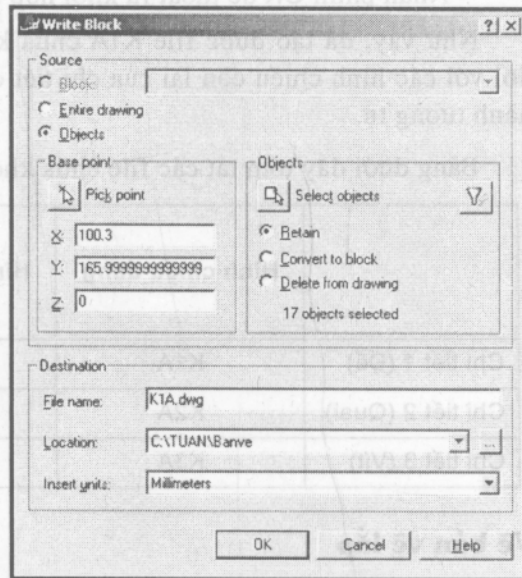 Write Block
Source
Block:
Entire drawing
Objects
Base point
Pick point
X: 100.3
Y: 165.9999999999999
Z: 0
Objects
Select objects
Retain
Convert to block
Delete from drawing
17 objects selected
Destination
File name: K1A.dwg
Location: C:\TUAN\Banve
Insert units: Millimeters
OK Cancel Help